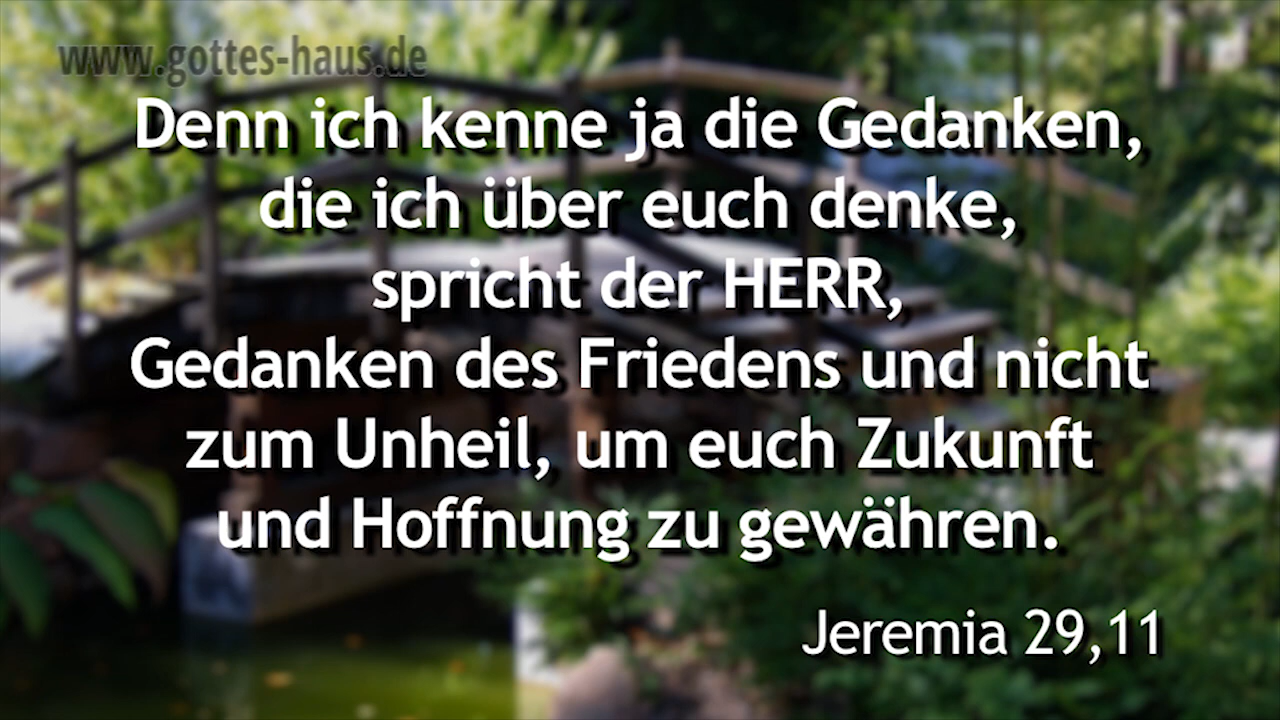 www.gottes-haus.de
Denn ich kenne ja die Gedanken,
die ich über euch denke,
spricht der HERR,
Gedanken des Friedens und nicht
zum Unheil, um euch Zukunft
und Hoffnung zu gewähren.
Jeremia 29,11